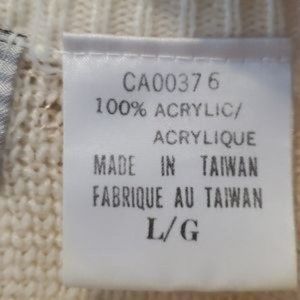 CA00376
100% ACRYLIC/
ACRYLIQUE
MADE IN TAIWAN
FABRIQUE AU TAIWAN
L/G